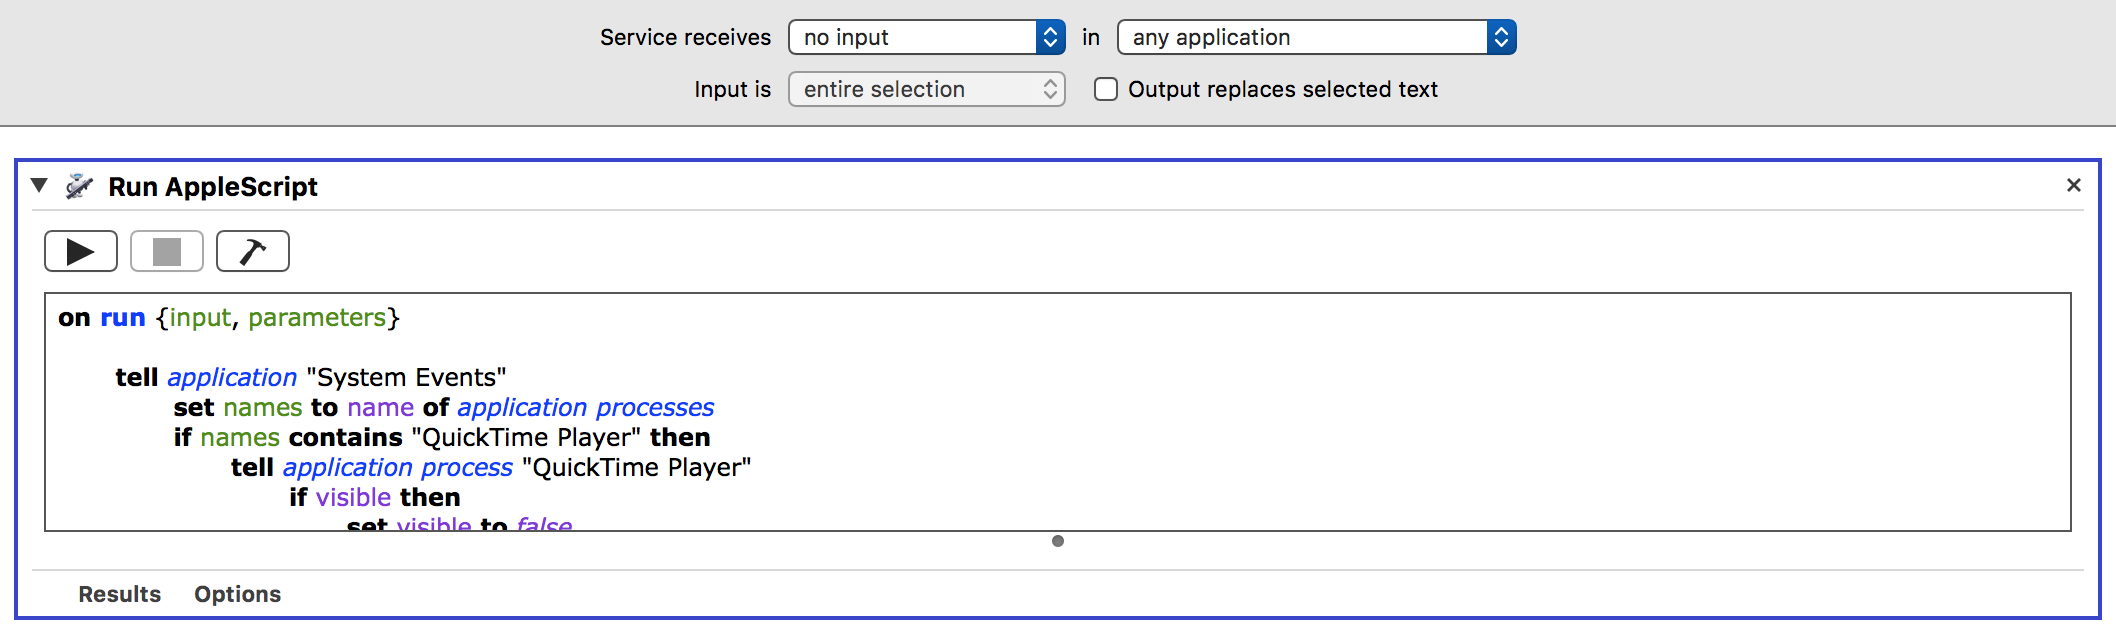 Service receives no input in any application
Input is entire selection Output replaces selected text
Run AppleScript
on run {input, parameters}
tell application "System Events"
set names to name of application processes
if names contains "QuickTime Player" then
tell application process "QuickTime Player"
if visible then
set visible to false
Results Options